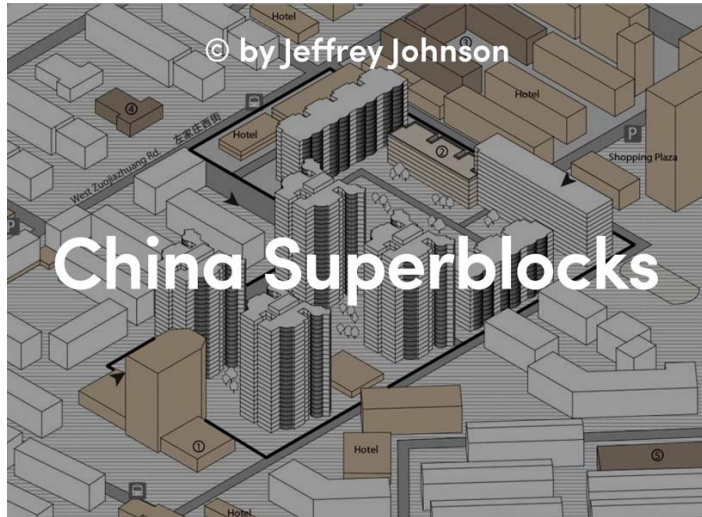 © by Jeffrey Johnson
③
Hotel
④
Hotel
左家庄西街
West Zuojiazhuang Rd.
②
P
Shopping Plaza
P
China Superblocks
①
Hotel
⑤
Hotel